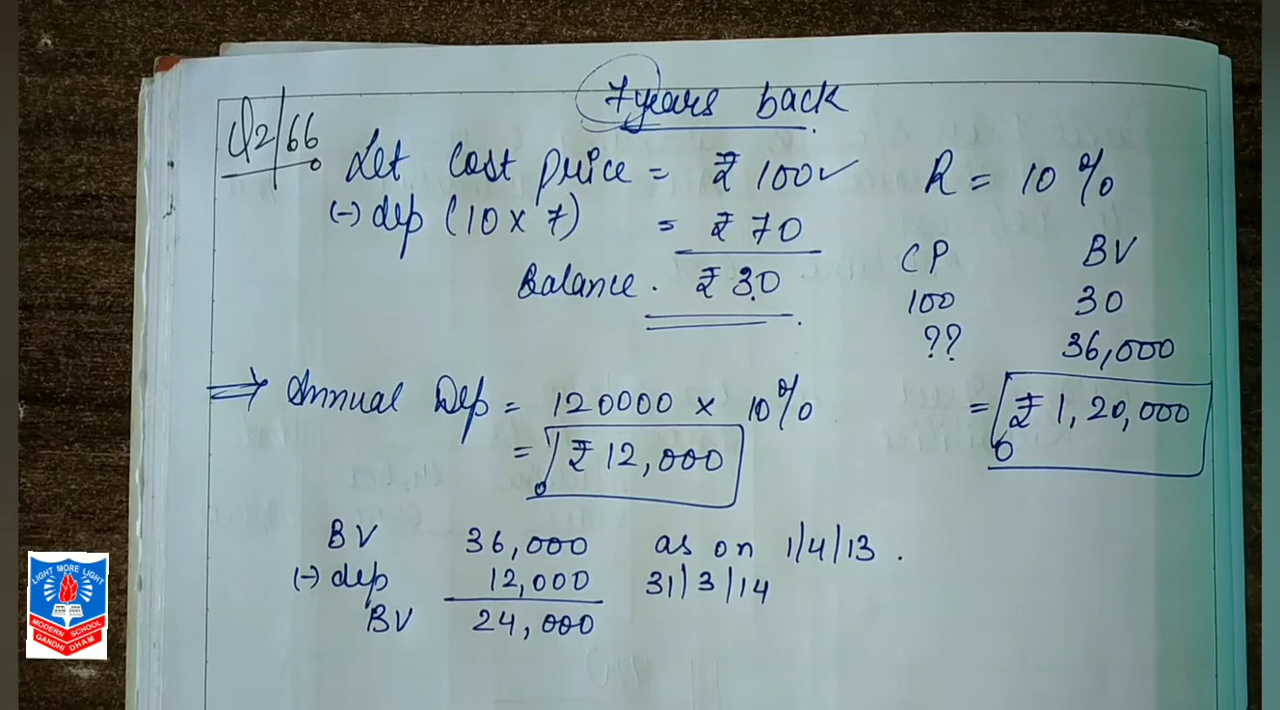 7 years back
Q2/66
Let cost price = ₹ 100 ✓
R = 10%
(-) dep (10 x 7) = ₹ 70
Balance. ₹ 30
CP BV
100 30
?? 36,000
= ₹ 1,20,000
⇒ Annual Dep = 120000 x 10%
= ₹ 12,000
BV 36,000 as on 1/4/13.
(-) dep 12,000 31/3/14
BV 24,000
LIGHT MORE LIGHT
MODERN SCHOOL
GANDHI DHAM